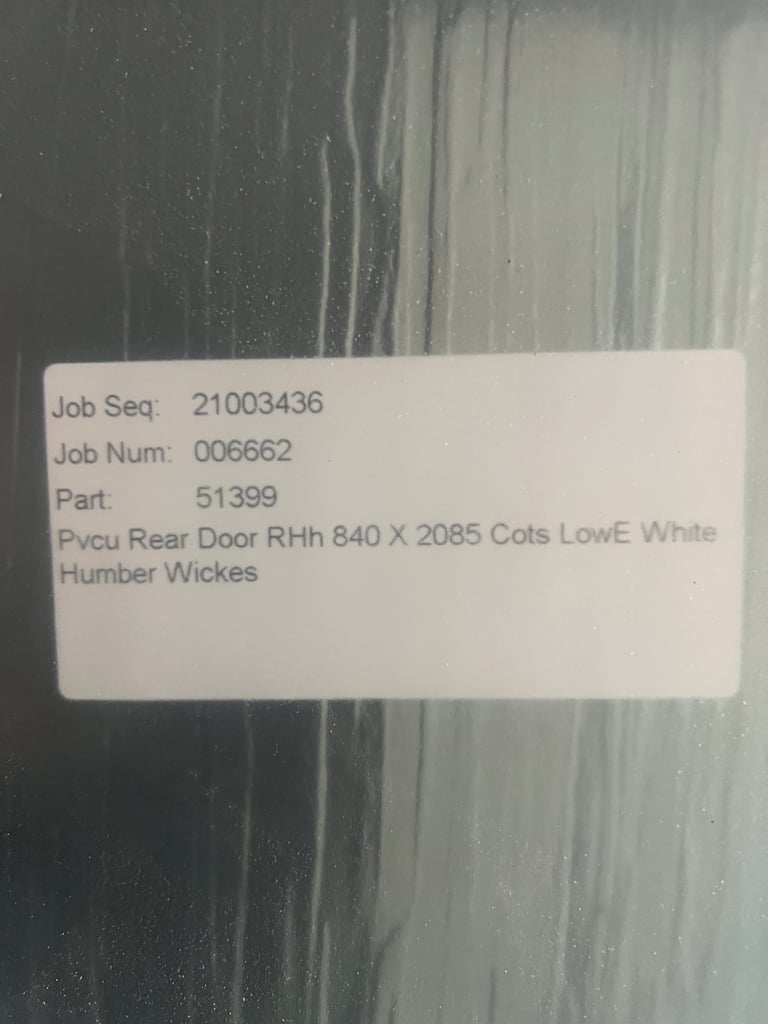 Job Seq: 21003436
Job Num: 006662
Part: 51399
Pvcu Rear Door RHh 840 X 2085 Cots LowE White
Humber Wickes